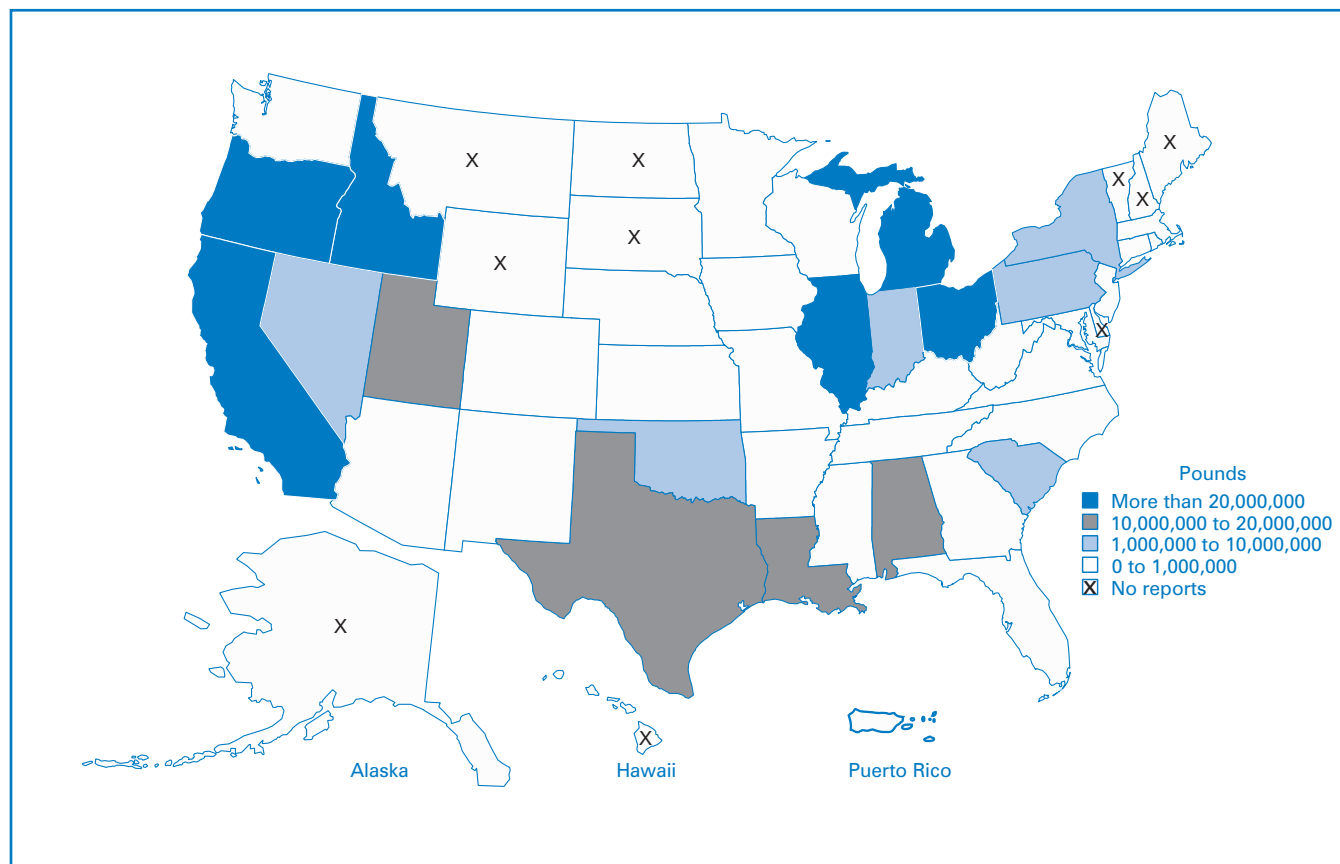 X
X
X
X
X
X
X
X
X
Pounds
More than 20,000,000
10,000,000 to 20,000,000
1,000,000 to 10,000,000
0 to 1,000,000
X No reports
X
X
Alaska
Hawaii
Puerto Rico